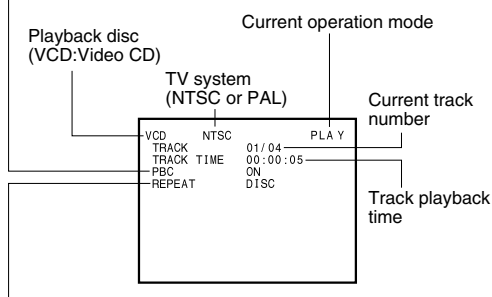 Current operation mode
Playback disc
(VCD:Video CD)
TV system
(NTSC or PAL)
Current track
number
VCD NTSC PLAY
TRACK 01/04
TRACK TIME 00:00:05
PBC ON
REPEAT DISC
Track playback
time